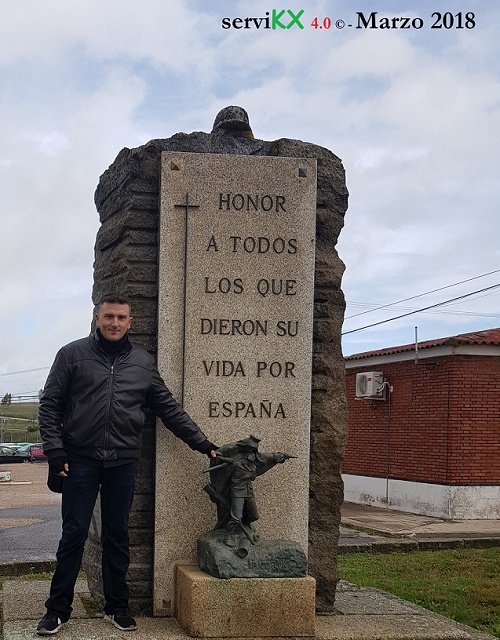 serviKX 4.0 © - Marzo 2018
HONOR
A TODOS
LOS QUE
DIERON SU
VIDA POR
ESPAÑA